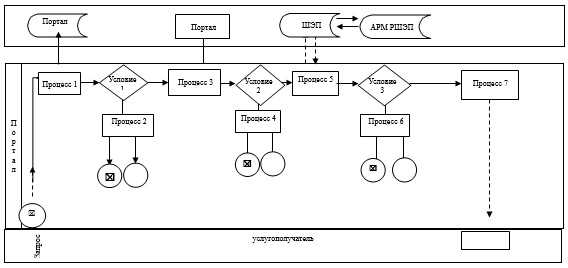 Портал
Портал
ШЭП
АРМ РШЭП
Процесс 1
Условие
1
Процесс 3
Условие
2
Процесс 5
Условие
3
Процесс 7
Процесс 2
Процесс 4
Процесс 6
Портал
Запрос
услугополучатель